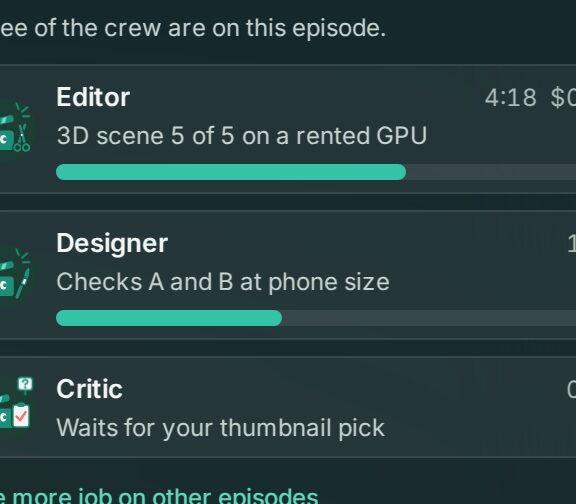 ee of the crew are on this episode.
Editor 4:18 $0
3D scene 5 of 5 on a rented GPU
Designer 1
Checks A and B at phone size
Critic 0
Waits for your thumbnail pick
e more job on other episodes